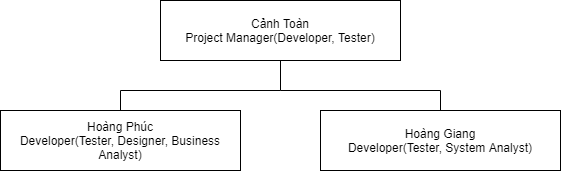 Cảnh Toàn
Project Manager(Developer, Tester)
Hoàng Phúc
Developer(Tester, Designer, Business
Analyst)
Hoàng Giang
Developer(Tester, System Analyst)